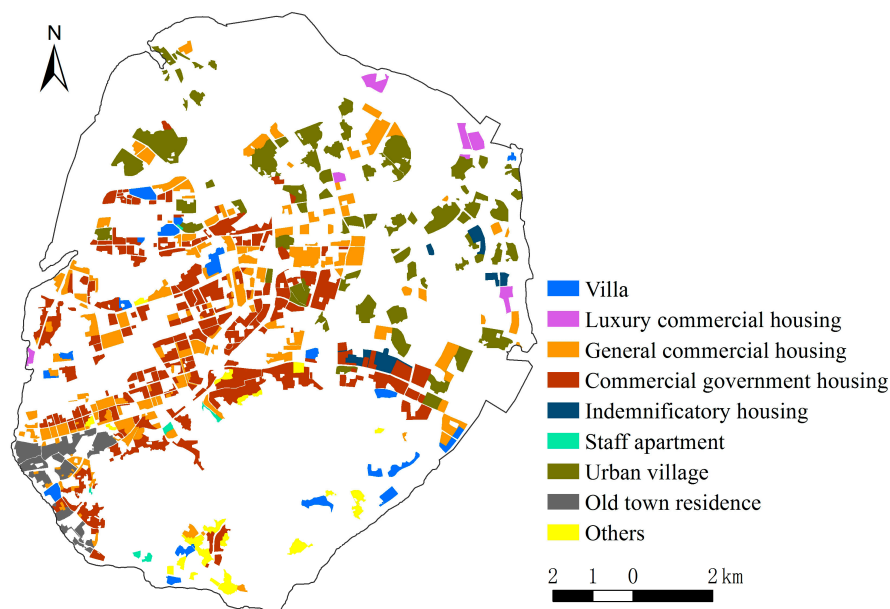 N
Villa
Luxury commercial housing
General commercial housing
Commercial government housing
Indemnificatory housing
Staff apartment
Urban village
Old town residence
Others
2 1 0 2 km